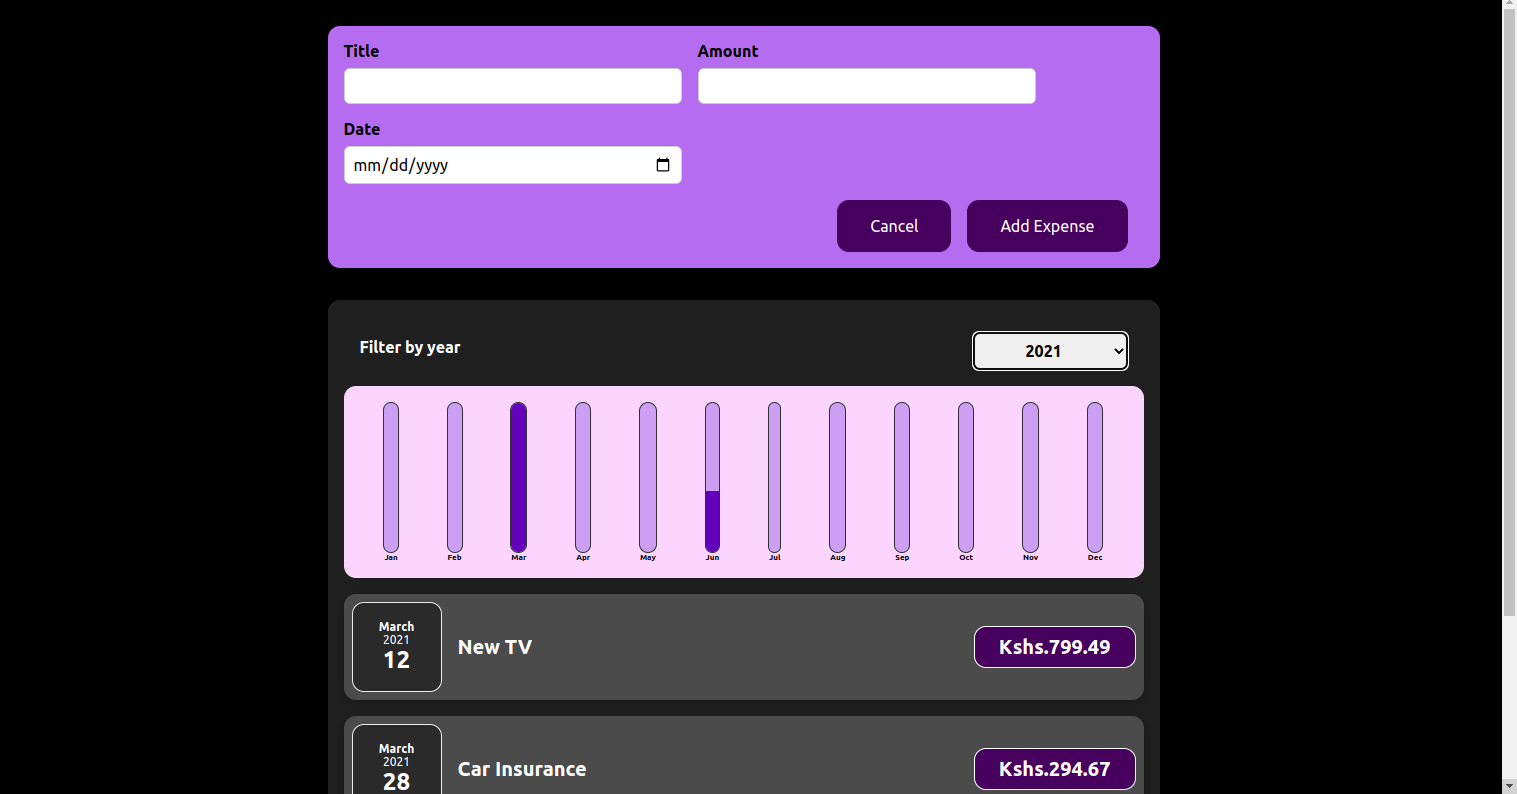 Title Amount
Date
mm/dd/yyyy
Cancel Add Expense
Filter by year 2021
Jan Feb Mar Apr May Jun Jul Aug Sep Oct Nov Dec
March
2021
12
New TV
Kshs.799.49
March
2021
28
Car Insurance
Kshs.294.67